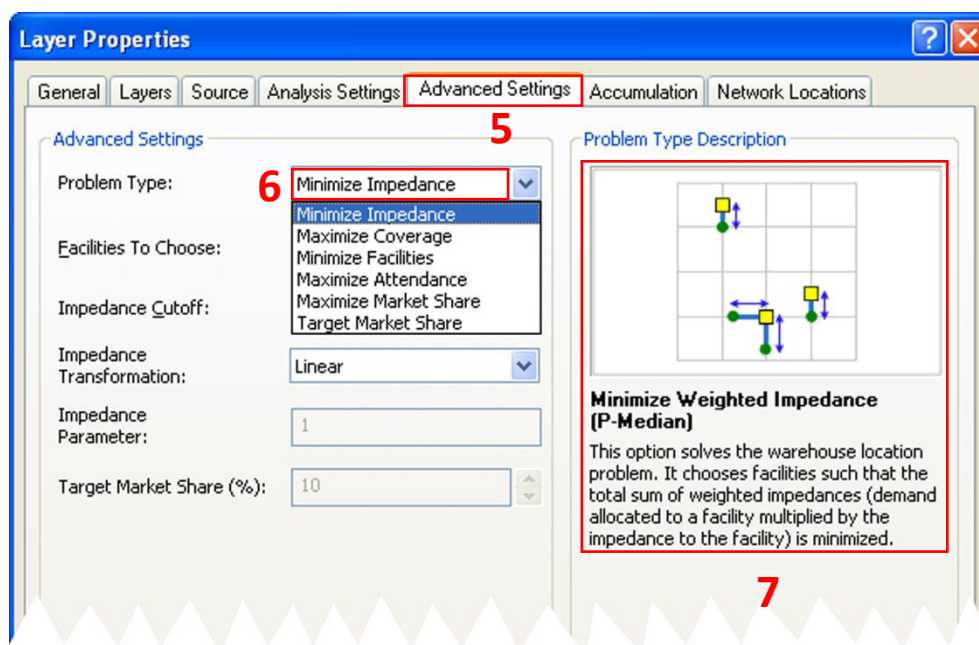 Layer Properties
?
General Layers Source Analysis Settings Advanced Settings Accumulation Network Locations
5
Advanced Settings
Problem Type:
6
Minimize Impedance
Minimize Impedance
Maximize Coverage
Minimize Facilities
Maximize Attendance
Maximize Market Share
Target Market Share
Facilities To Choose:
Impedance Cutoff:
Impedance
Transformation:
Linear
Impedance
Parameter:
1
Target Market Share (%):
10
Problem Type Description
Minimize Weighted Impedance
(P-Median)
This option solves the warehouse location
problem. It chooses facilities such that the
total sum of weighted impedances (demand
allocated to a facility multiplied by the
impedance to the facility) is minimized.
7